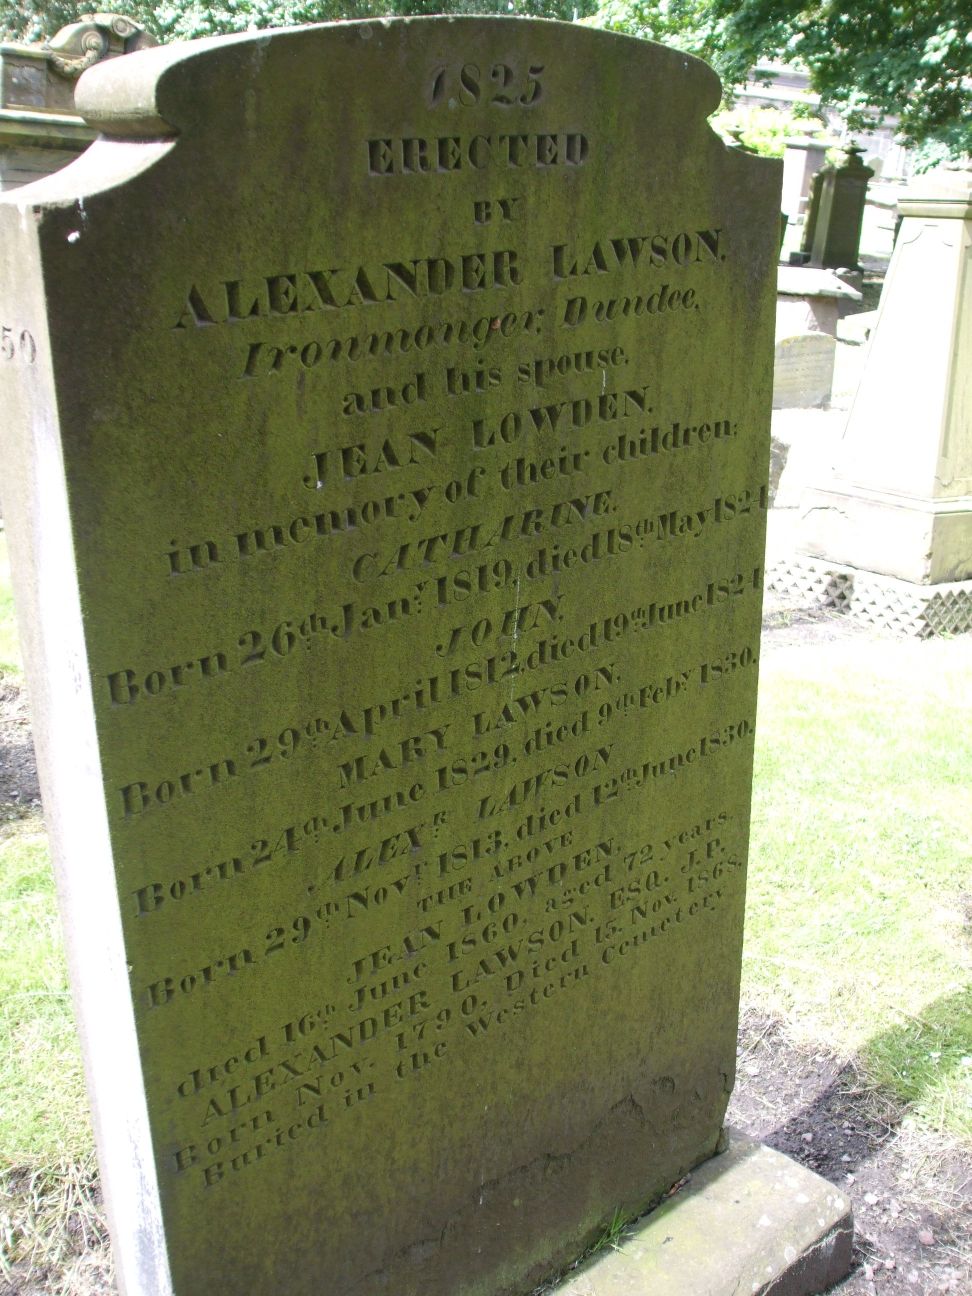 1825
ERECTED
BY
ALEXANDER LAWSON.
Ironmonger, Dundee,
and his spouse,
JEAN LOWDEN.
in memory of their children;
CATHARINE.
Born 26th Jany. 1819, died 18th May 1824
JOHN,
Born 29th April 1812, died 19th June 1824
MARY LAWSON,
Born 24th June 1829, died 9th Feby. 1830.
ALEXR LAWSON
Born 29th Novr. 1813, died 12th June 1830.
THE ABOVE
JEAN LOWDEN,
died 16th June 1860, aged 72 years.
ALEXANDER LAWSON, ESQ. J.P.
Born Nov. 1790, Died 15, Nov. 1868.
Buried in the Western Cemetery
50